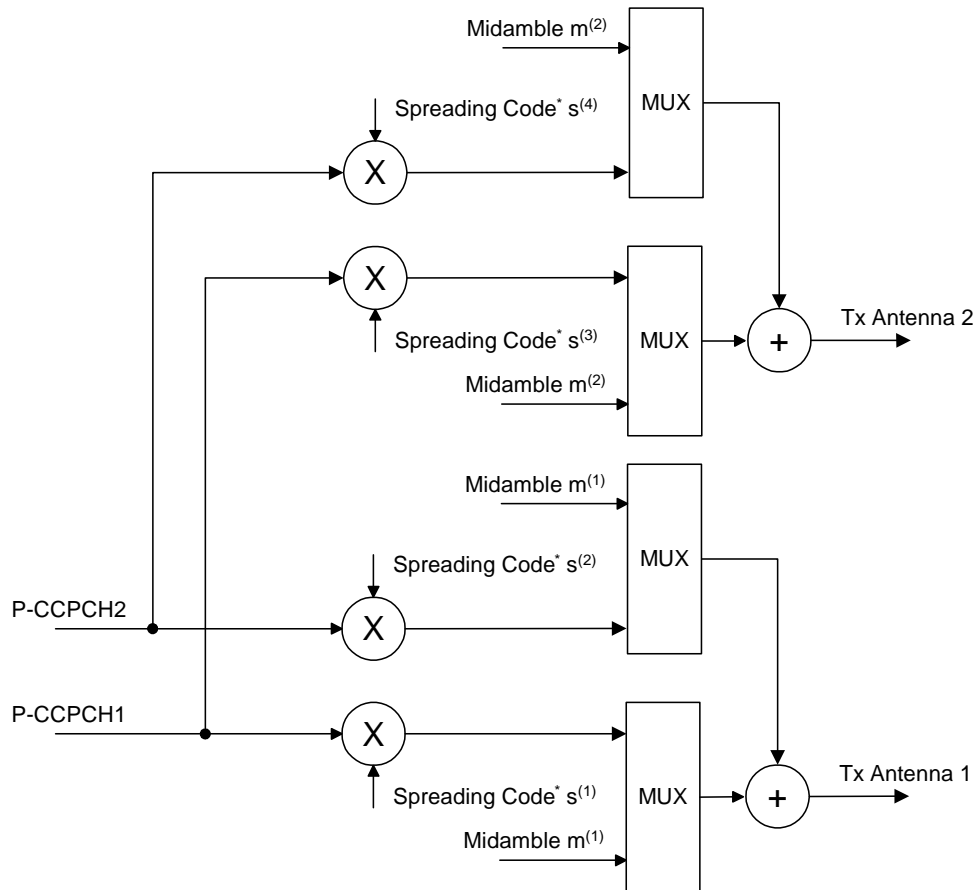 Midamble m(2)
MUX
Spreading Code* s(4)
X
X
Tx Antenna 2
Spreading Code* s(3)
MUX
+
Midamble m(2)
Midamble m(1)
Spreading Code* s(2)
MUX
P-CCPCH2
X
P-CCPCH1
X
Tx Antenna 1
Spreading Code* s(1)
MUX
+
Midamble m(1)